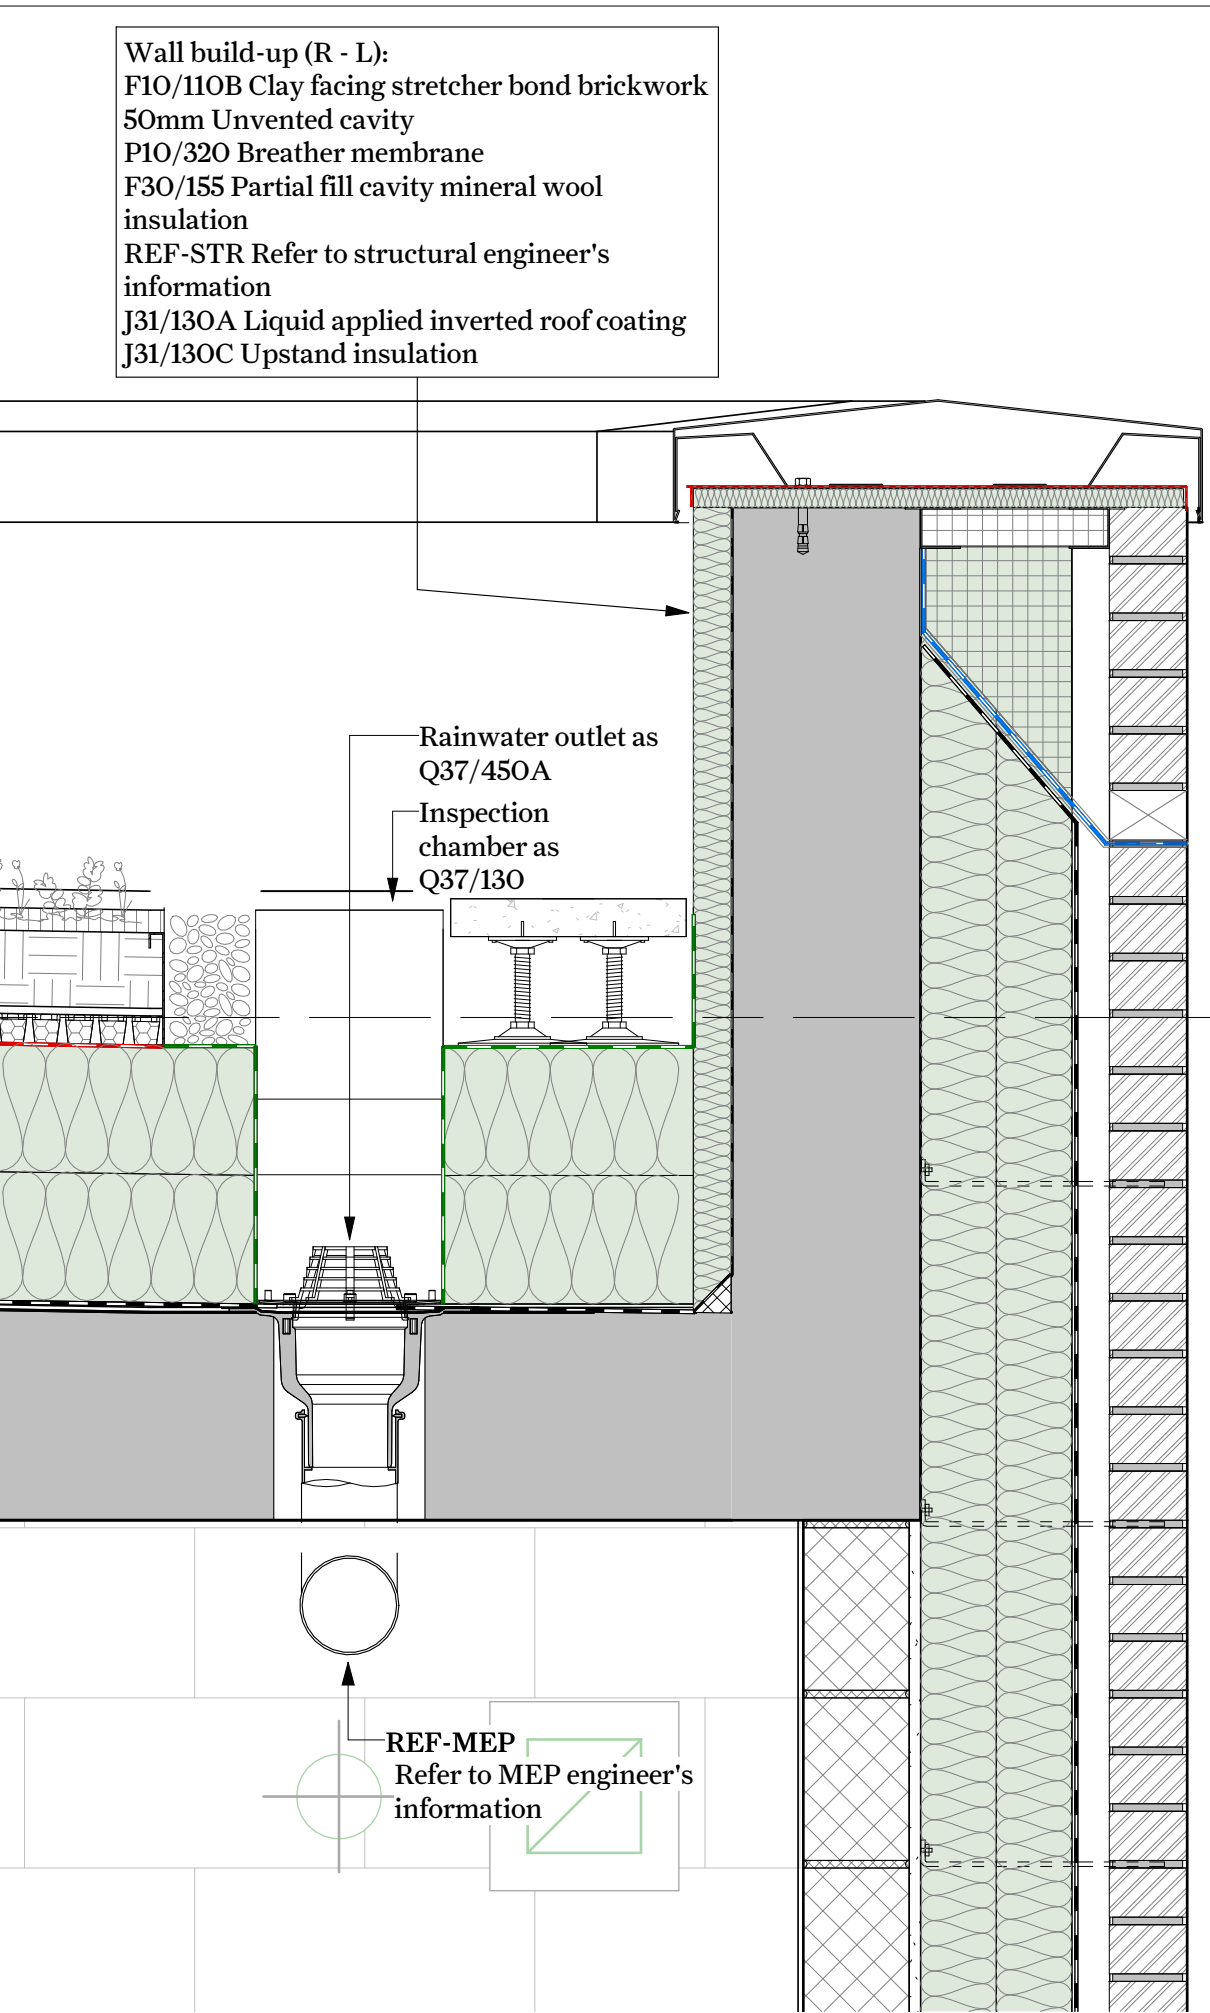 Wall build-up (R - L):
F10/110B Clay facing stretcher bond brickwork
50mm Unvented cavity
P10/320 Breather membrane
F30/155 Partial fill cavity mineral wool
insulation
REF-STR Refer to structural engineer's
information
J31/130A Liquid applied inverted roof coating
J31/130C Upstand insulation
Rainwater outlet as
Q37/450A
Inspection
chamber as
Q37/130
REF-MEP
Refer to MEP engineer's
information